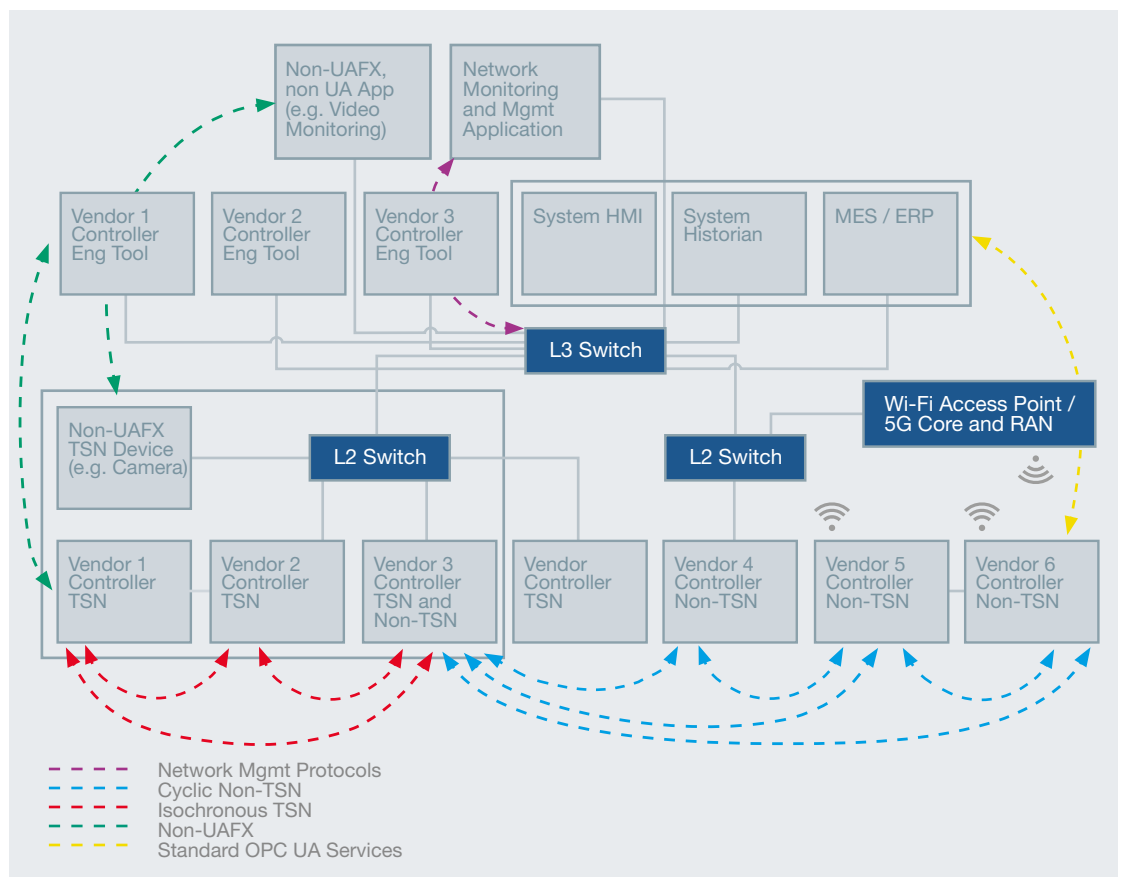 Non-UAFX,
non UA App
(e.g. Video
Monitoring)
Network
Monitoring
and Mgmt
Application
Vendor 1
Controller
Eng Tool
Vendor 2
Controller
Eng Tool
Vendor 3
Controller
Eng Tool
System HMI
System
Historian
MES / ERP
L3 Switch
Wi-Fi Access Point /
5G Core and RAN
Non-UAFX
TSN Device
(e.g. Camera)
L2 Switch
L2 Switch
Vendor 1
Controller
TSN
Vendor 2
Controller
TSN
Vendor 3
Controller
TSN and
Non-TSN
Vendor
Controller
TSN
Vendor 4
Controller
Non-TSN
Vendor 5
Controller
Non-TSN
Vendor 6
Controller
Non-TSN
Network Mgmt Protocols
Cyclic Non-TSN
Isochronous TSN
Non-UAFX
Standard OPC UA Services